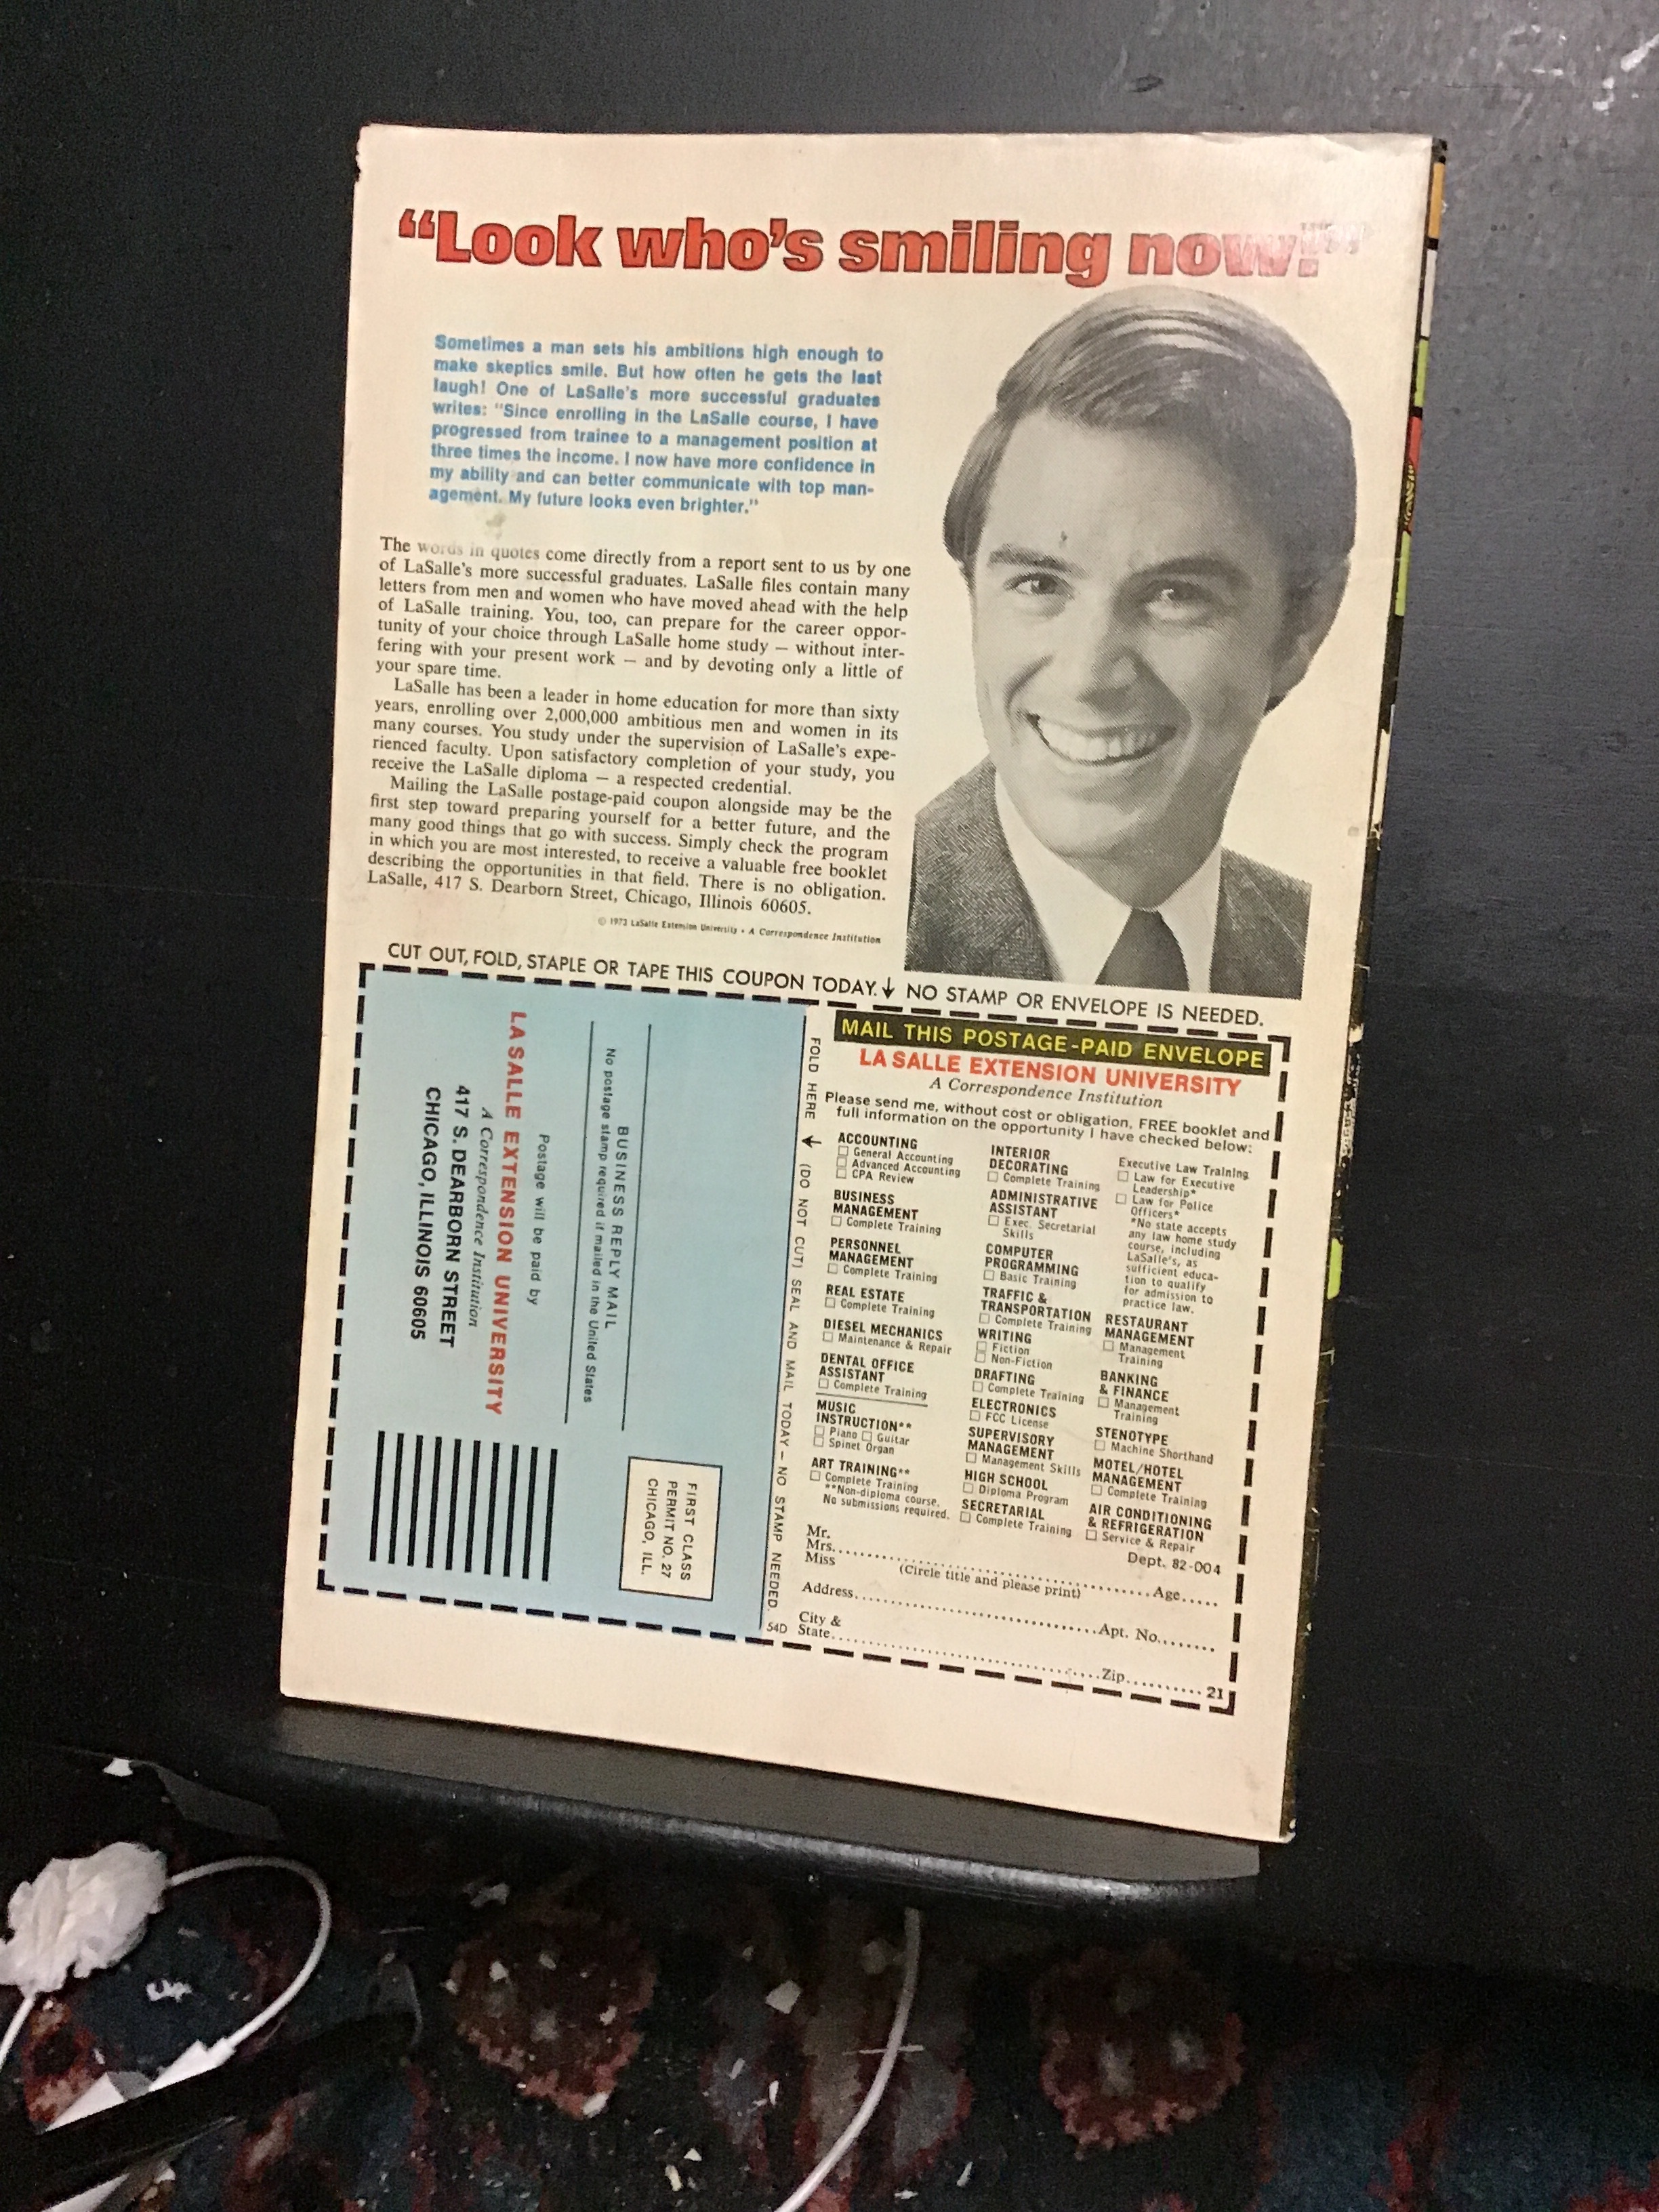 “Look who’s smiling now!”
Sometimes a man sets his ambitions high enough to
make skeptics smile. But how often he gets the last
laugh! One of LaSalle’s more successful graduates
writes: “Since enrolling in the LaSalle course, I have
progressed from trainee to a management position at
three times the income. I now have more confidence in
my ability and can better communicate with top man-
agement. My future looks even brighter.”
The words in quotes come directly from a report sent to us by one
of LaSalle’s more successful graduates. LaSalle files contain many
letters from men and women who have moved ahead with the help
of LaSalle training. You, too, can prepare for the career oppor-
tunity of your choice through LaSalle home study — without inter-
fering with your present work — and by devoting only a little of
your spare time.
LaSalle has been a leader in home education for more than sixty
years, enrolling over 2,000,000 ambitious men and women in its
many courses. You study under the supervision of LaSalle’s expe-
rienced faculty. Upon satisfactory completion of your study, you
receive the LaSalle diploma — a respected credential.
Mailing the LaSalle postage-paid coupon alongside may be the
first step toward preparing yourself for a better future, and the
many good things that go with success. Simply check the program
in which you are most interested, to receive a valuable free booklet
describing the opportunities in that field. There is no obligation.
LaSalle, 417 S. Dearborn Street, Chicago, Illinois 60605.
© LaSalle Extension University • A Correspondence Institution
CUT OUT, FOLD, STAPLE OR TAPE THIS COUPON TODAY.↓ NO STAMP OR ENVELOPE IS NEEDED.
FIRST CLASS
PERMIT NO. 27
CHICAGO, ILL.
BUSINESS REPLY MAIL
No postage stamp required if mailed in the United States
Postage will be paid by
LA SALLE EXTENSION UNIVERSITY
A Correspondence Institution
417 S. DEARBORN STREET
CHICAGO, ILLINOIS 60605
FOLD HERE ↓ (DO NOT CUT) SEAL AND MAIL TODAY — NO STAMP NEEDED.
MAIL THIS POSTAGE-PAID ENVELOPE
LA SALLE EXTENSION UNIVERSITY
A Correspondence Institution
Please send me, without cost or obligation, FREE booklet and
full information on the opportunity I have checked below:
ACCOUNTING
□ General Accounting
□ Advanced Accounting
□ CPA Review
BUSINESS
MANAGEMENT
□ Complete Training
PERSONNEL
MANAGEMENT
□ Complete Training
REAL ESTATE
□ Complete Training
DIESEL MECHANICS
□ Maintenance & Repair
DENTAL OFFICE
ASSISTANT
□ Complete Training
MUSIC
INSTRUCTION**
□ Piano □ Guitar
□ Spinet Organ
ART TRAINING**
□ Complete Training
**Non-diploma course.
No submissions required.
INTERIOR
DECORATING
□ Complete Training
ADMINISTRATIVE
ASSISTANT
□ Exec. Secretarial
Skills
COMPUTER
PROGRAMMING
□ Basic Training
TRAFFIC &
TRANSPORTATION
□ Complete Training
WRITING
□ Fiction
□ Non-Fiction
DRAFTING
□ Complete Training
ELECTRONICS
□ FCC License
SUPERVISORY
MANAGEMENT
□ Management Skills
HIGH SCHOOL
□ Diploma Program
SECRETARIAL
□ Complete Training
Executive Law Training
□ Law for Executive
Leadership*
□ Law for Police
Officers*
*No state accepts
any law home study
course, including
LaSalle’s, as
sufficient educa-
tion to qualify
for admission to
practice law.
RESTAURANT
MANAGEMENT
□ Management
Training
BANKING
& FINANCE
□ Management
Training
STENOTYPE
□ Machine Shorthand
MOTEL/HOTEL
MANAGEMENT
□ Complete Training
AIR CONDITIONING
& REFRIGERATION
□ Service & Repair
Dept. 82-004
Mr.
Mrs. Age
Miss (Circle title and please print)
Address Apt. No.
City &
54D State Zip 21